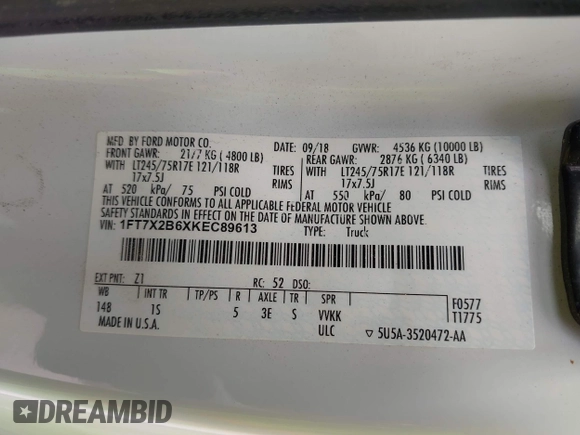 MFD. BY FORD MOTOR CO.
DATE: 09/18 GVWR: 4536 KG (10000 LB)
FRONT GAWR: 2177 KG ( 4800 LB) REAR GAWR: 2876 KG ( 6340 LB)
WITH LT245/75R17E 121/118R TIRES WITH LT245/75R17E 121/118R TIRES
17x7.5J RIMS 17x7.5J RIMS
AT 520 kPa/ 75 PSI COLD AT 550 kPa/ 80 PSI COLD
THIS VEHICLE CONFORMS TO ALL APPLICABLE FEDERAL MOTOR VEHICLE
SAFETY STANDARDS IN EFFECT ON THE DATE OF MANUFACTURE SHOWN ABOVE.
VIN: 1FT7X2B6XKEC89613 TYPE: Truck
EXT PNT: Z1 RC: 52 DSO:
WB INT TR TP/PS R AXLE TR SPR F0577
148 1S 5 3E S VVKK T1775
MADE IN U.S.A. ULC ▽ 5U5A-3520472-AA
DREAMBID